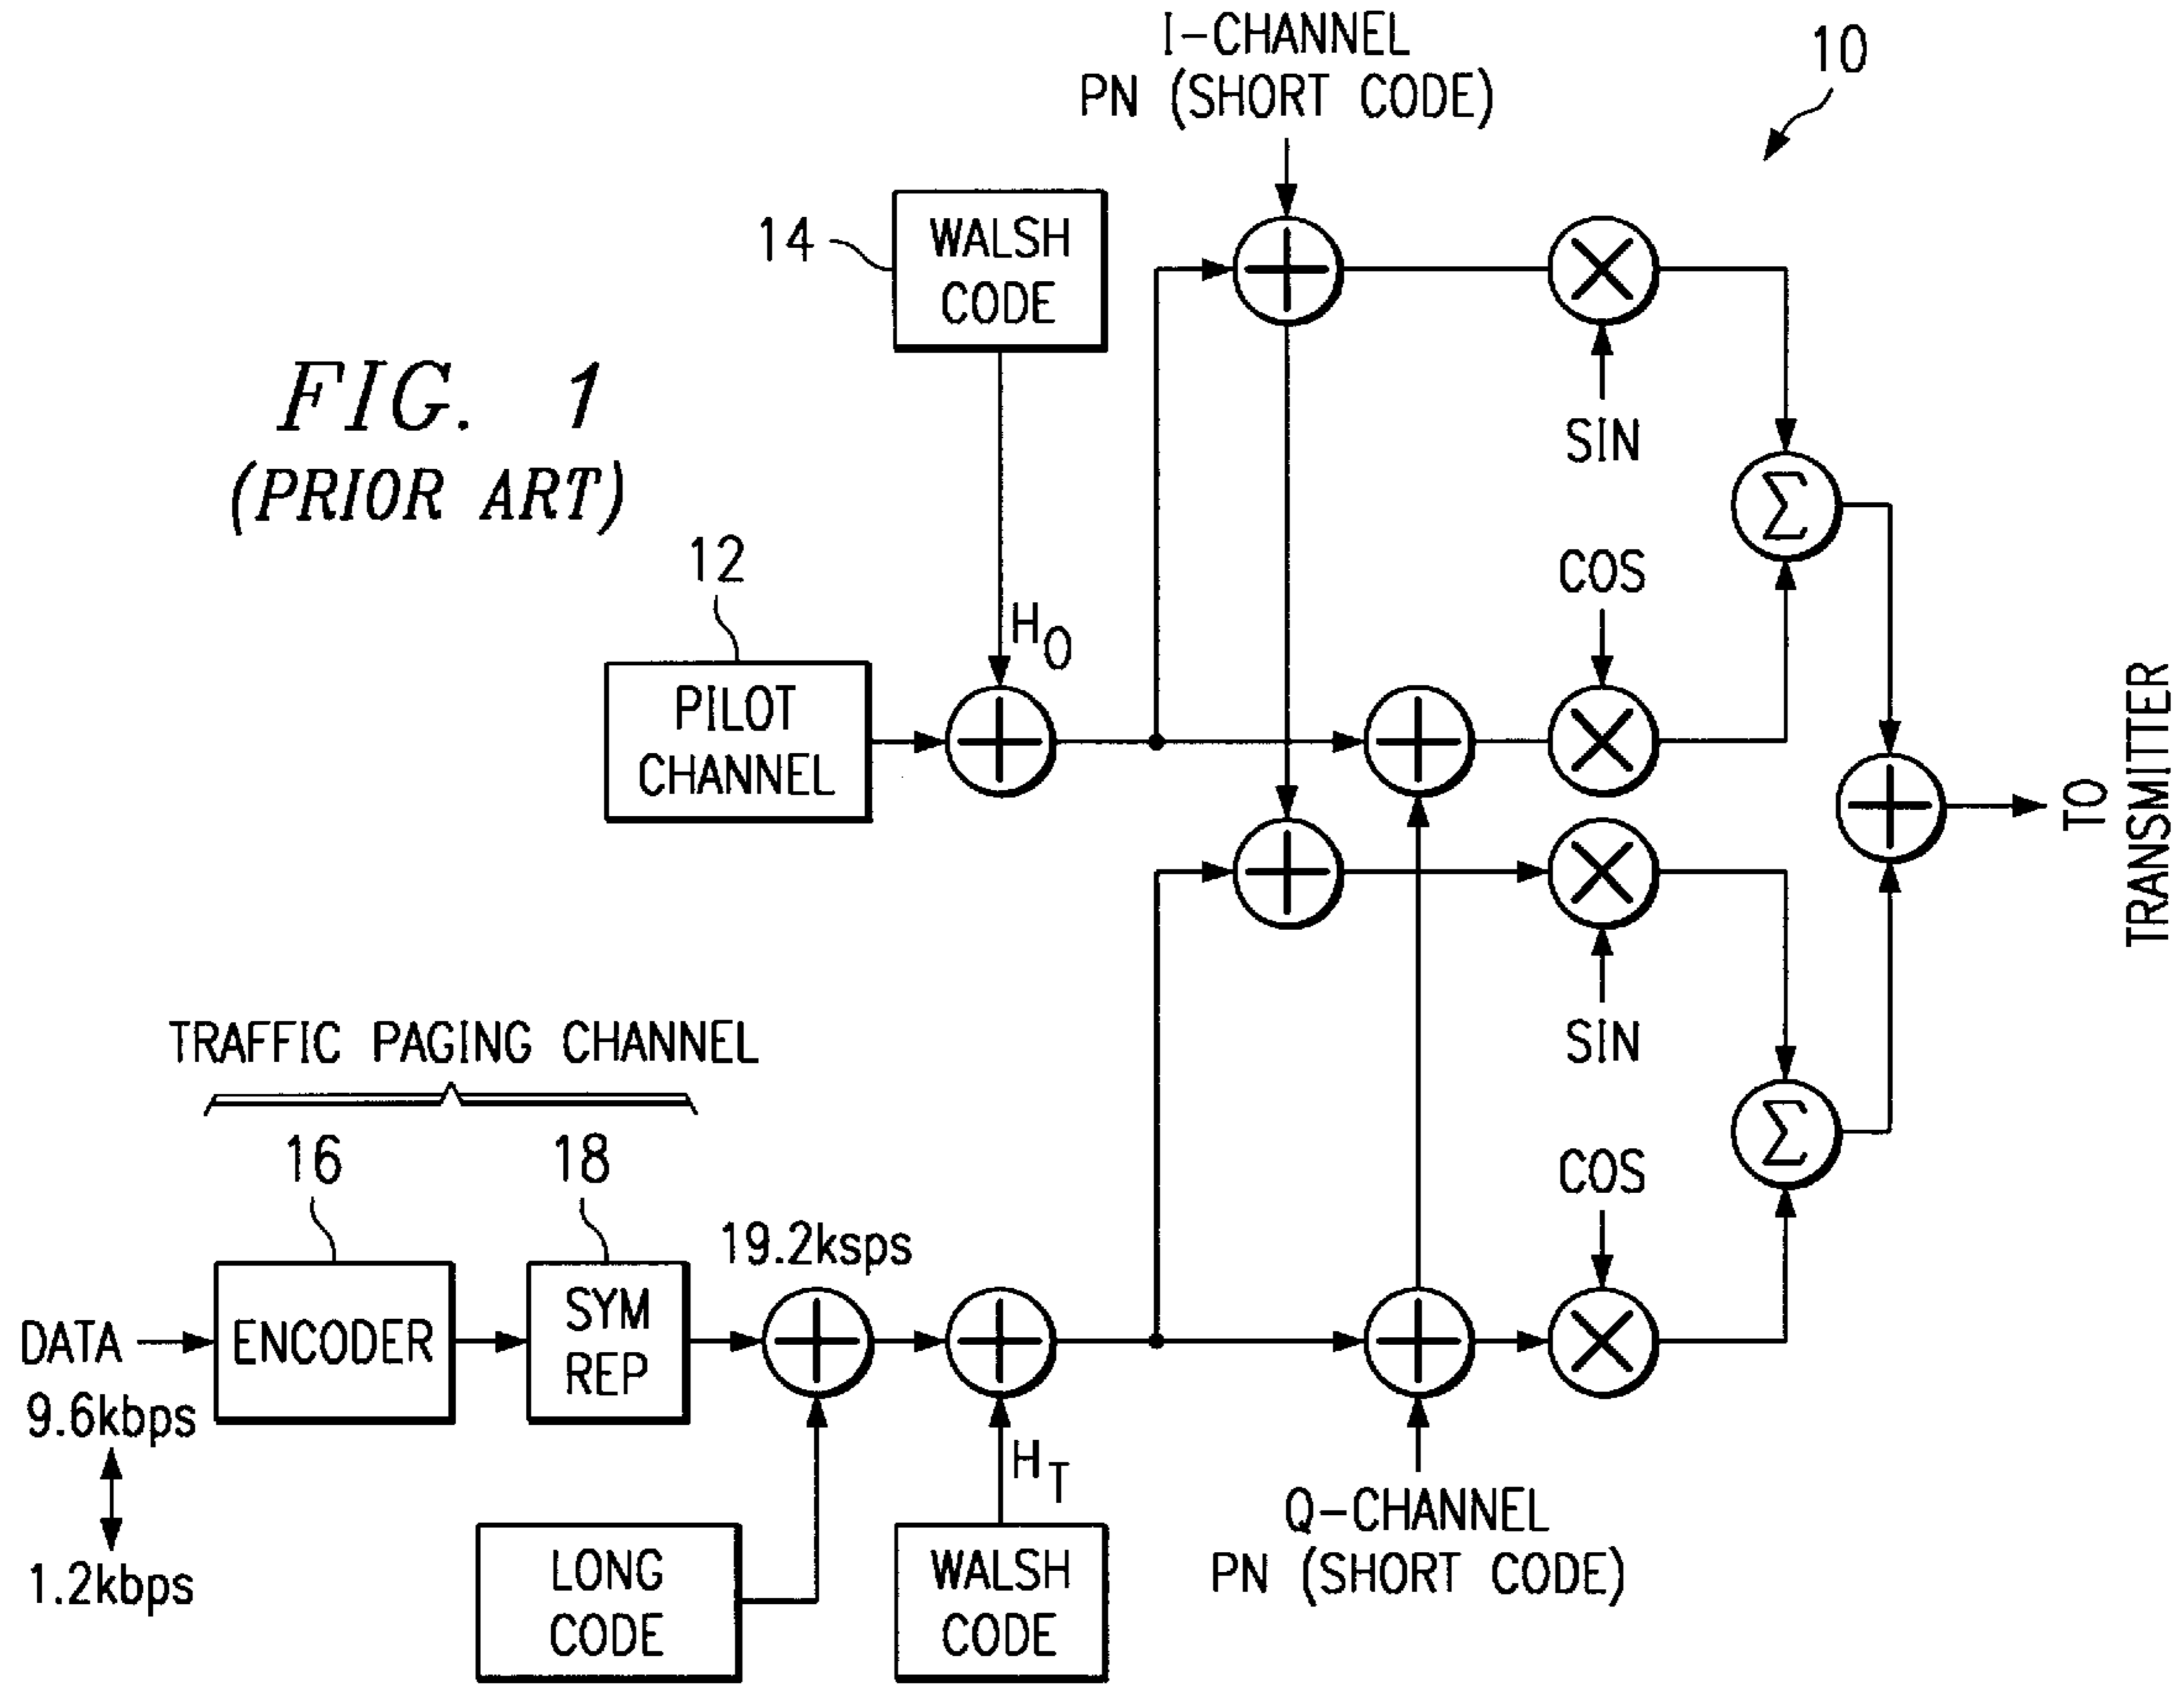 I-CHANNEL
PN (SHORT CODE)
10
14
WALSH
CODE
SIN
FIG. 1
(PRIOR ART)
12
H0
COS
PILOT
CHANNEL
Σ
TO
TRANSMITTER
SIN
TRAFFIC PAGING CHANNEL
16
18
19.2ksps
COS
Σ
DATA
ENCODER
SYM
REP
9.6kbps
1.2kbps
HT
LONG
CODE
WALSH
CODE
Q-CHANNEL
PN (SHORT CODE)